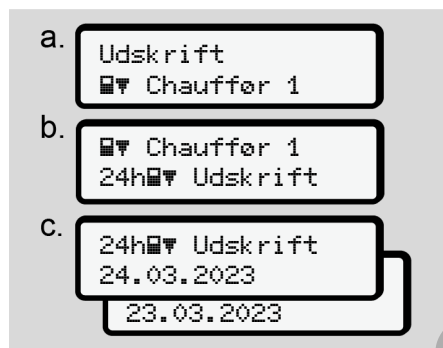 a.
Udskrift
Chauffør 1
b.
Chauffør 1
24h Udskrift
c.
24h Udskrift
24.03.2023
23.03.2023